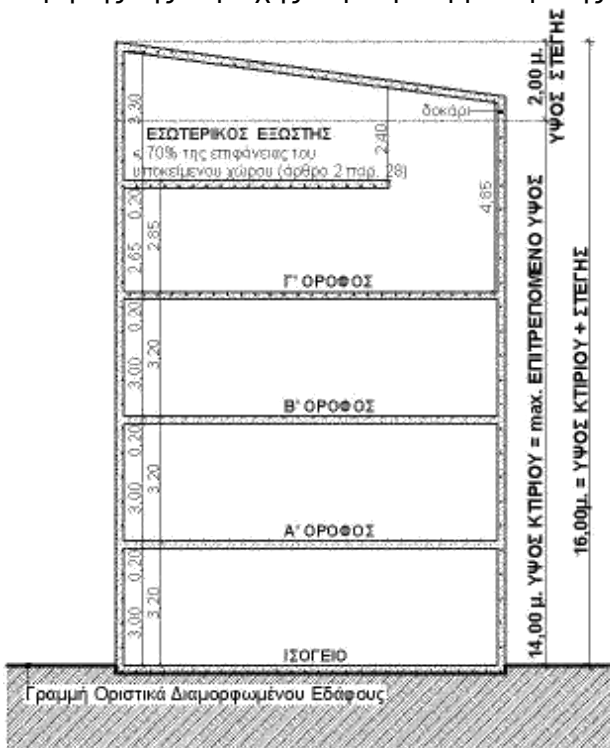 2,00 μ.
ΥΨΟΣ ΣΤΕΓΗΣ
δοκάρι
3,30
ΕΣΩΤΕΡΙΚΟΣ ΕΞΩΣΤΗΣ
< 70% της επιφάνειας του
υποκείμενου χώρου (άρθρο 2 παρ. 28)
2,40
4,85
0,20
2,65
2,85
Γ' ΟΡΟΦΟΣ
0,20
3,00
3,20
Β' ΟΡΟΦΟΣ
0,20
3,00
3,20
Α' ΟΡΟΦΟΣ
0,20
3,00
3,20
ΙΣΟΓΕΙΟ
14,00 μ. ΥΨΟΣ ΚΤΙΡΙΟΥ = max. ΕΠΙΤΡΕΠΟΜΕΝΟ ΥΨΟΣ
16,00μ. = ΥΨΟΣ ΚΤΙΡΙΟΥ + ΣΤΕΓΗΣ
Γραμμή Οριστικά Διαμορφωμένου Εδάφους